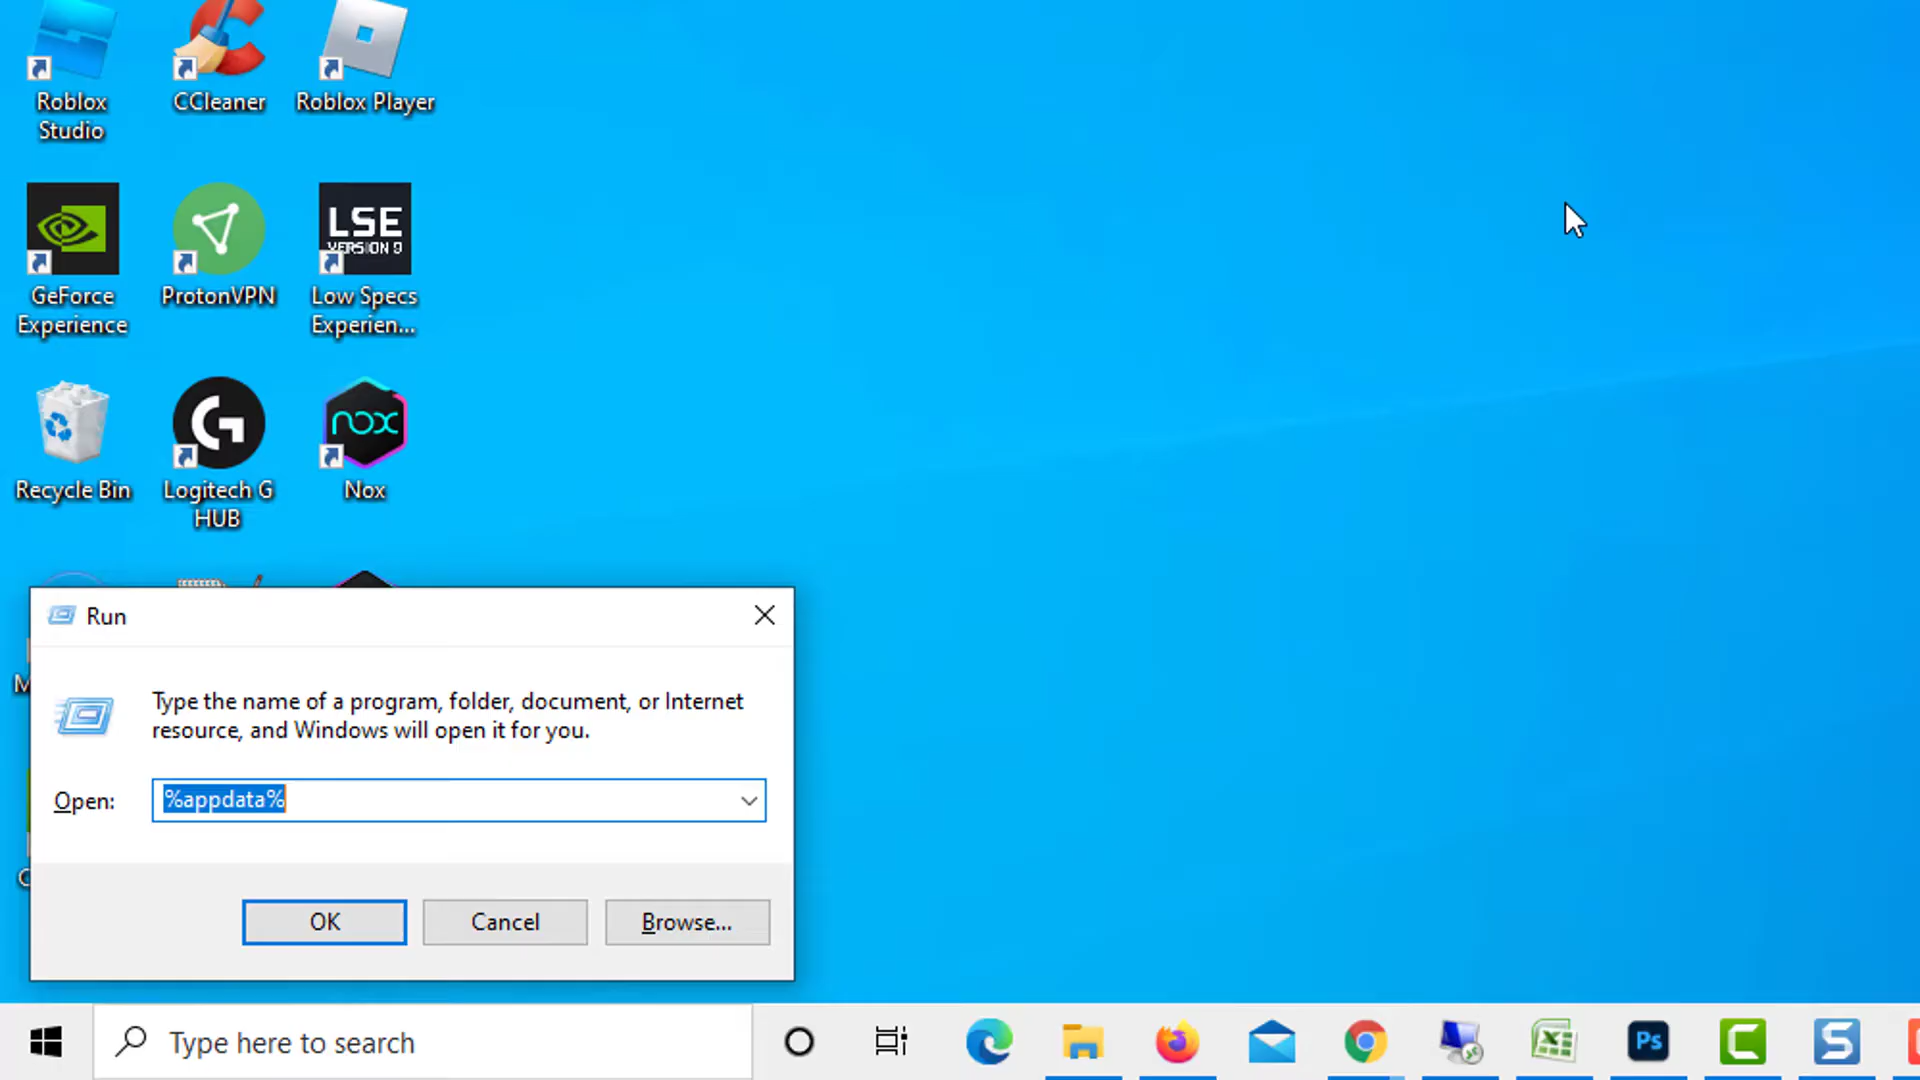 Roblox
Studio
CCleaner
Roblox Player
LSE
VERSION 9
GeForce
Experience
ProtonVPN
Low Specs
Experien...
nox
Recycle Bin
Logitech G
HUB
Nox
Run
Type the name of a program, folder, document, or Internet
resource, and Windows will open it for you.
Open:
%appdata%
OK
Cancel
Browse...
Type here to search
Ps